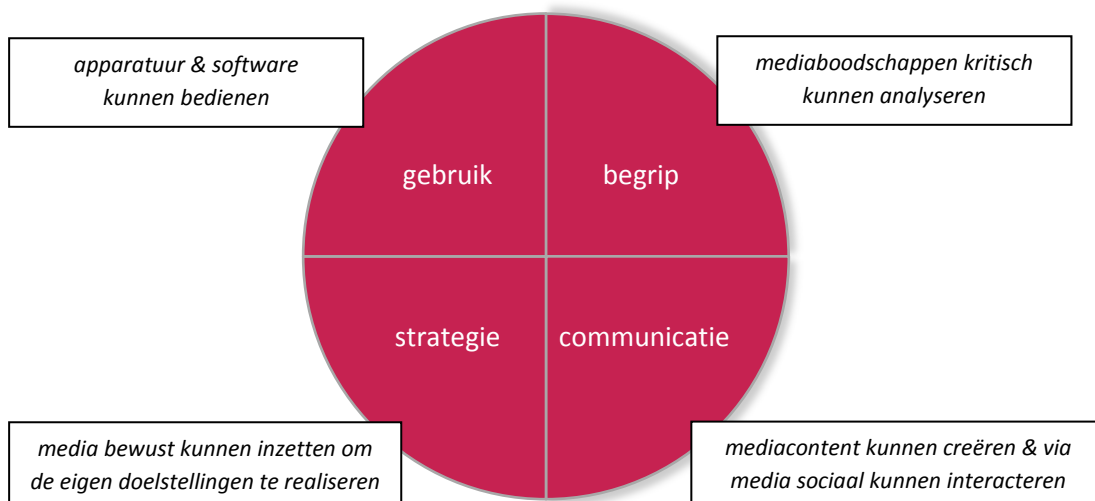 apparatuur & software
kunnen bedienen
mediaboodschappen kritisch
kunnen analyseren
gebruik
begrip
strategie
communicatie
media bewust kunnen inzetten om
de eigen doelstellingen te realiseren
mediacontent kunnen creëren & via
media sociaal kunnen interacteren